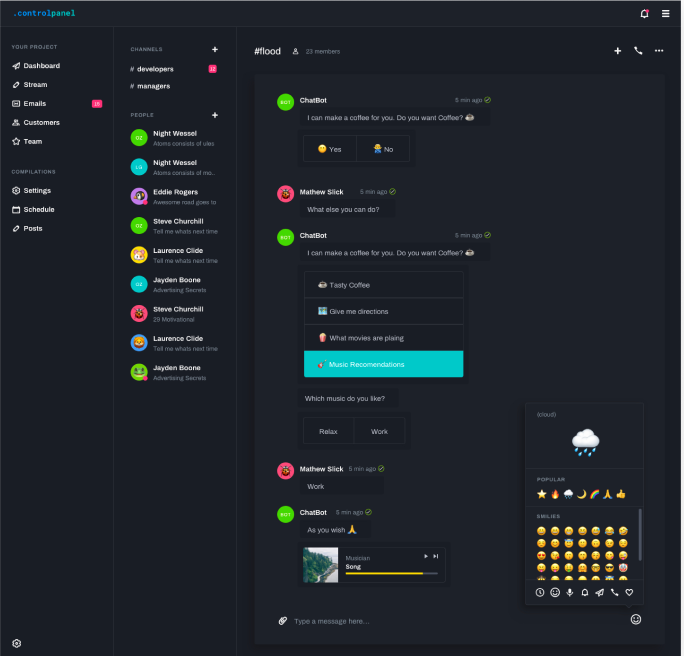 .controlpanel
YOUR PROJECT
Dashboard
Stream
Emails
Customers
Team
COMPILATIONS
Settings
Schedule
Posts
CHANNELS
# developers
12
# managers
PEOPLE
OZ
Night Wessel
Atoms consists of ules
Night Wessel
Atoms consists of mo..
Eddie Rogers
Awesome road goes to
OZ
Steve Churchill
Tell me whats next time
Laurence Clide
Tell me whats next time
OZ
Jayden Boone
Advertising Secrets
Steve Churchill
29 Motivational
Laurence Clide
Tell me whats next time
Jayden Boone
Advertising Secrets
#flood
23 members
BOT
ChatBot
5 min ago
I can make a coffee for you. Do you want Coffee? ☕
😶 Yes
No
Mathew Slick
5 min ago
What else you can do?
BOT
ChatBot
5 min ago
I can make a coffee for you. Do you want Coffee? ☕
☕ Tasty Coffee
Give me directions
🍿 What movies are plaing
🎸 Music Recomendations
Which music do you like?
Relax
Work
Mathew Slick
5 min ago
Work
BOT
ChatBot
5 min ago
As you wish 🙏
Musician
Song
Type a message here...
(cloud)
POPULAR
SMILIES